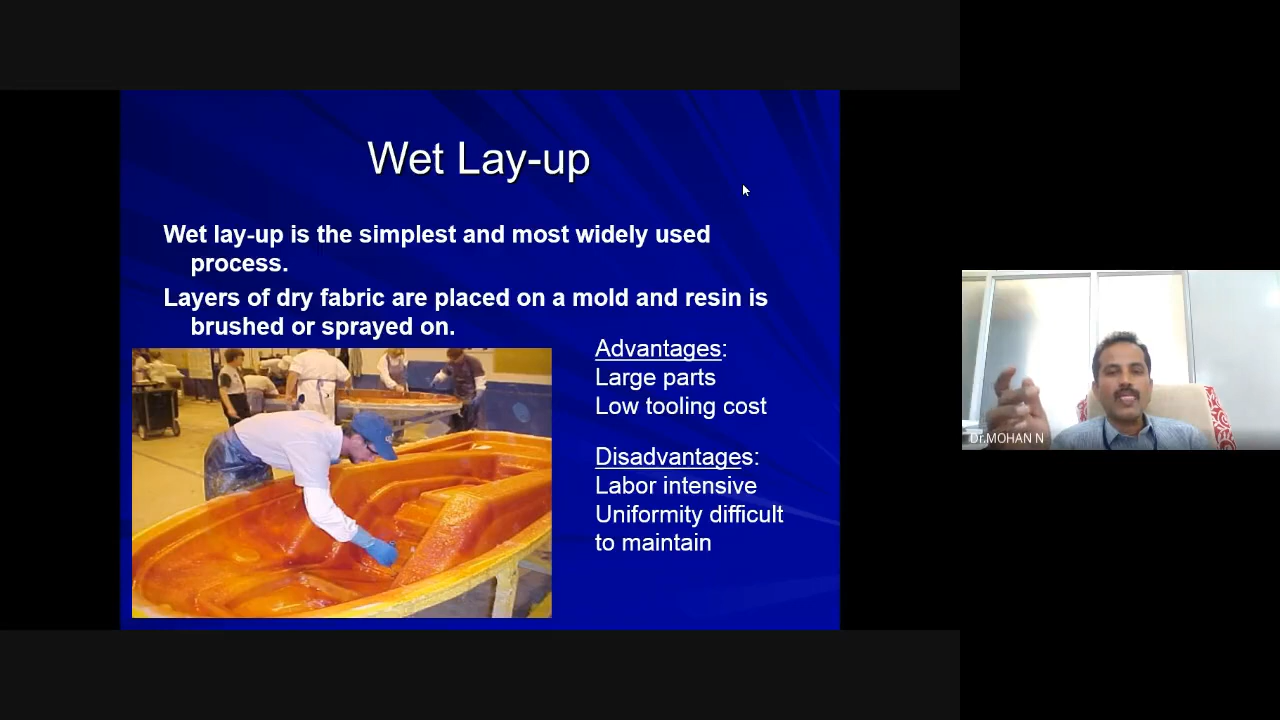 Wet Lay-up
Wet lay-up is the simplest and most widely used
process.
Layers of dry fabric are placed on a mold and resin is
brushed or sprayed on.
Advantages:
Large parts
Low tooling cost
Disadvantages:
Labor intensive
Uniformity difficult
to maintain
Dr.MOHAN N